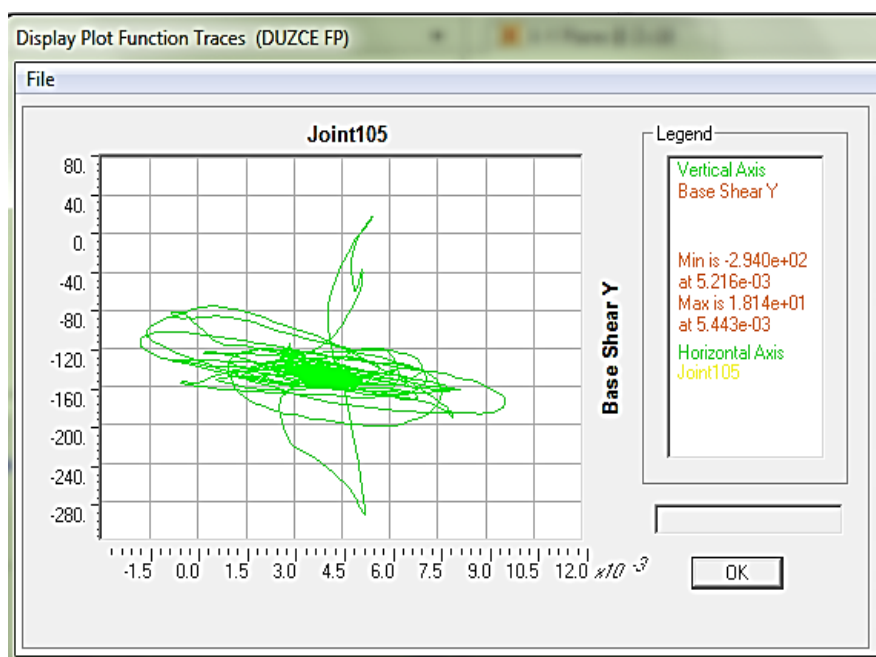 Display Plot Function Traces (DUZCE FP)
File
Joint105
Legend
80.
40.
0.
-40.
-80.
-120.
-160.
-200.
-240.
-280.
Base Shear Y
Vertical Axis
Base Shear Y
Min is -2.940e+02
at 5.216e-03
Max is 1.814e+01
at 5.443e-03
Horizontal Axis
Joint105
-1.5 0.0 1.5 3.0 4.5 6.0 7.5 9.0 10.5 12.0 x10 -3
OK